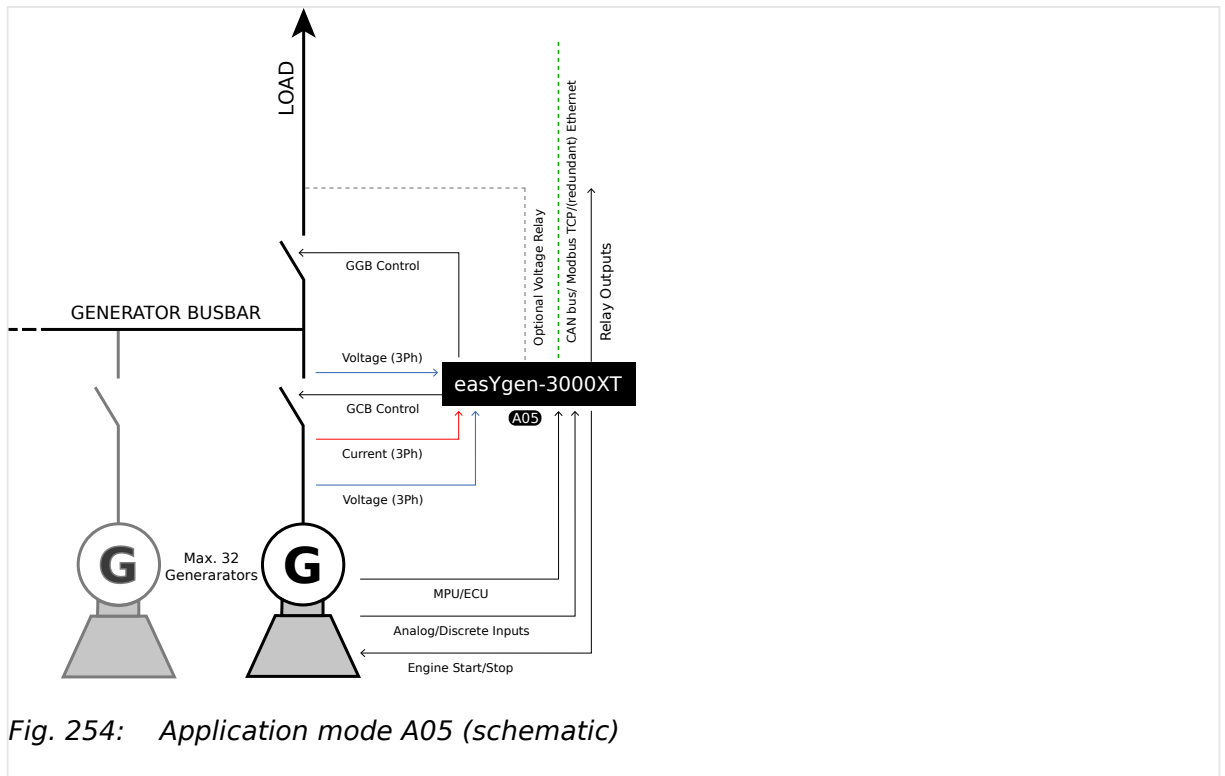 LOAD
Optional Voltage Relay
CAN bus/ Modbus TCP/(redundant) Ethernet
Relay Outputs
GGB Control
GENERATOR BUSBAR
Voltage (3Ph)
easYgen-3000XT
GCB Control
A05
Current (3Ph)
Voltage (3Ph)
G
Max. 32
Generarators
G
MPU/ECU
Analog/Discrete Inputs
Engine Start/Stop
Fig. 254: Application mode A05 (schematic)